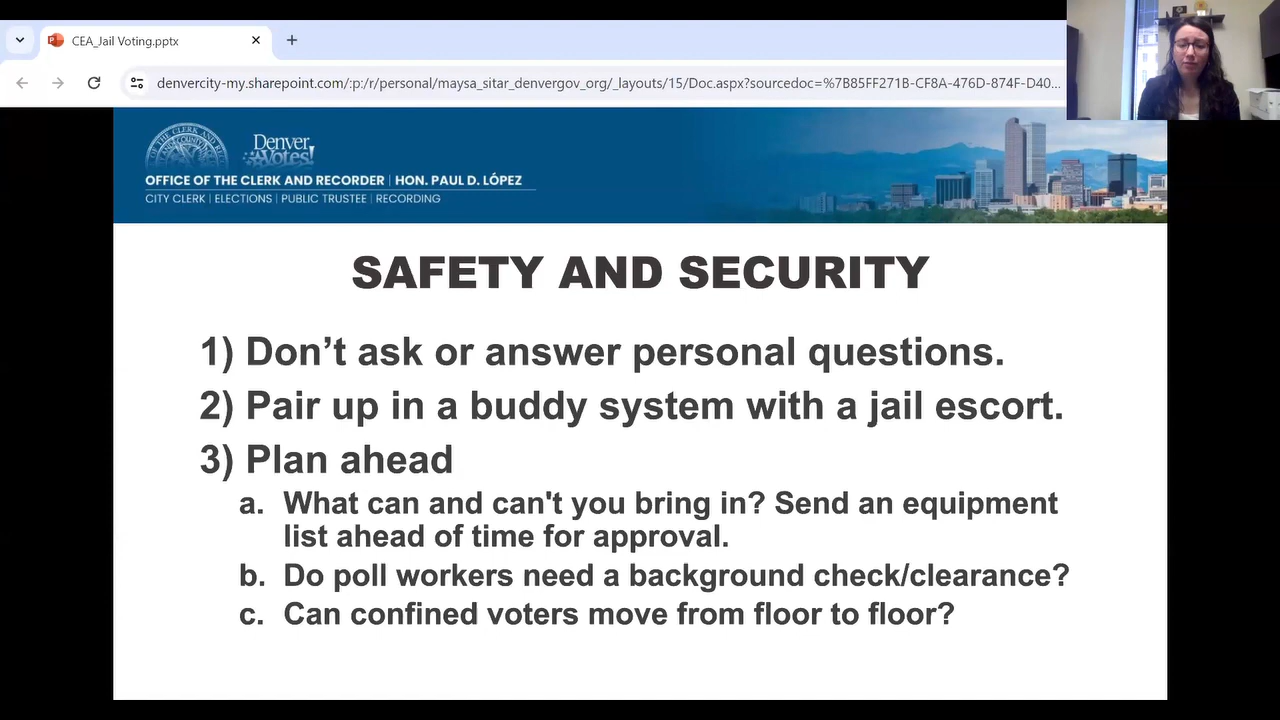 CEA_Jail Voting.pptx
denvercity-my.sharepoint.com/:p:/r/personal/maysa_sitar_denvergov_org/_layouts/15/Doc.aspx?sourcedoc=%7B85FF271B-CF8A-476D-874F-D40...
Denver
Votes!
OFFICE OF THE CLERK AND RECORDER | HON. PAUL D. LÓPEZ
CITY CLERK | ELECTIONS | PUBLIC TRUSTEE | RECORDING
SAFETY AND SECURITY
1) Don’t ask or answer personal questions.
2) Pair up in a buddy system with a jail escort.
3) Plan ahead
a. What can and can't you bring in? Send an equipment
list ahead of time for approval.
b. Do poll workers need a background check/clearance?
c. Can confined voters move from floor to floor?